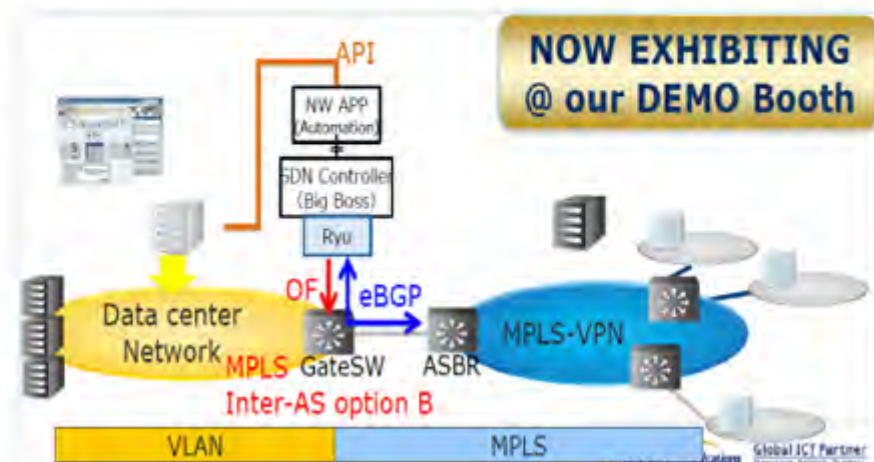 API
NOW EXHIBITING
@ our DEMO Booth
NW APP
(Automation)
SDN Controller
(Big Boss)
Ryu
OF
eBGP
Data center
Network
MPLS
GateSW
ASBR
MPLS-VPN
Inter-AS option B
VLAN
MPLS
Global ICT Partner